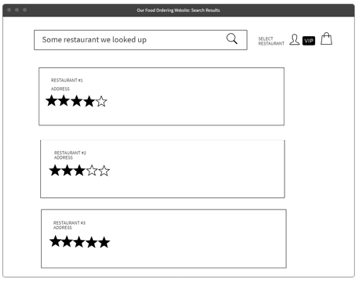 Our Food Ordering Website: Search Results
Some restaurant we looked up
SELECT
RESTAURANT
VIP
RESTAURANT #1
ADDRESS
RESTAURANT #2
ADDRESS
RESTAURANT #3
ADDRESS